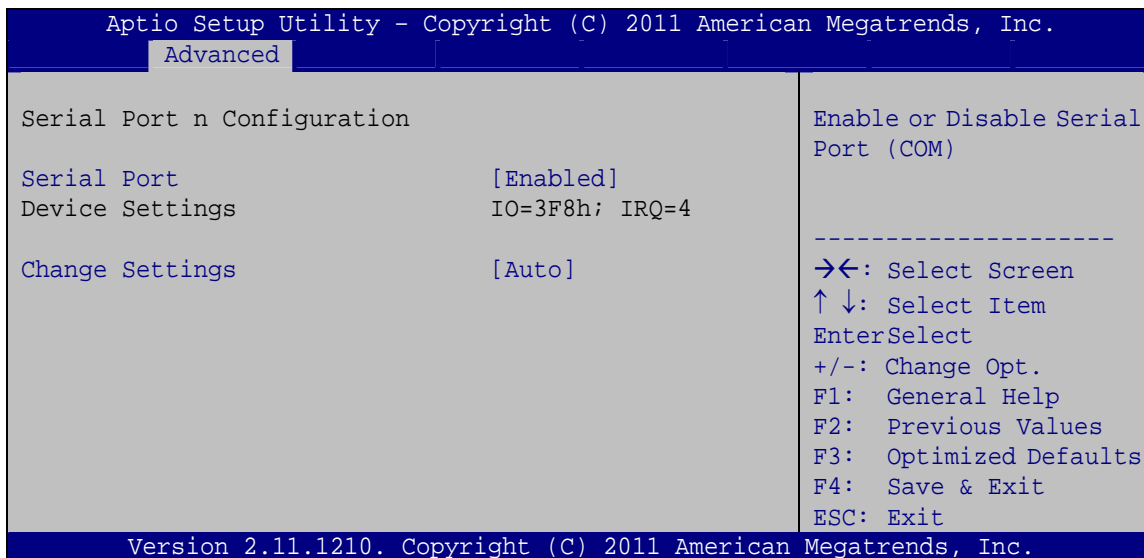 Aptio Setup Utility – Copyright (C) 2011 American Megatrends, Inc.
Advanced
Serial Port n Configuration
Serial Port [Enabled]
Device Settings IO=3F8h; IRQ=4
Change Settings [Auto]
Enable or Disable Serial
Port (COM)
---------------------
→←: Select Screen
↑ ↓: Select Item
EnterSelect
+/-: Change Opt.
F1: General Help
F2: Previous Values
F3: Optimized Defaults
F4: Save & Exit
ESC: Exit
Version 2.11.1210. Copyright (C) 2011 American Megatrends, Inc.